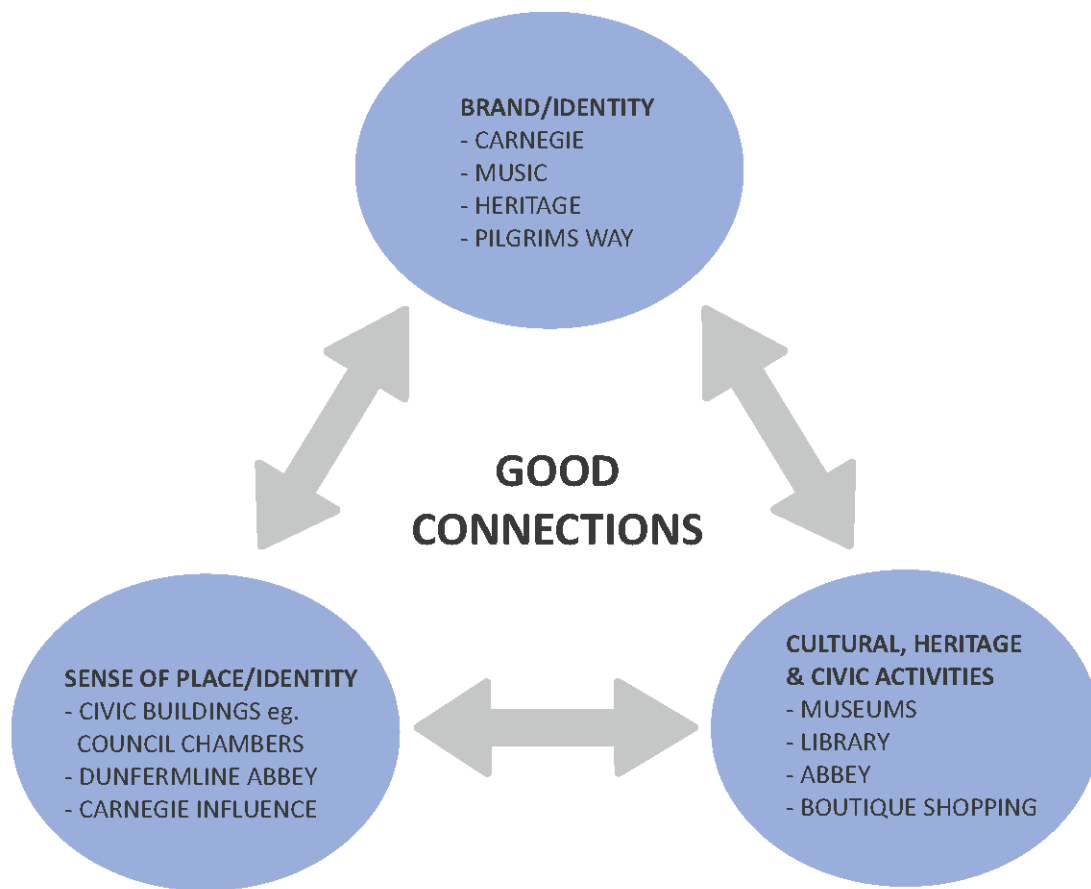 BRAND/IDENTITY
- CARNEGIE
- MUSIC
- HERITAGE
- PILGRIMS WAY
GOOD
CONNECTIONS
SENSE OF PLACE/IDENTITY
- CIVIC BUILDINGS eg.
COUNCIL CHAMBERS
- DUNFERMLINE ABBEY
- CARNEGIE INFLUENCE
CULTURAL, HERITAGE
& CIVIC ACTIVITIES
- MUSEUMS
- LIBRARY
- ABBEY
- BOUTIQUE SHOPPING